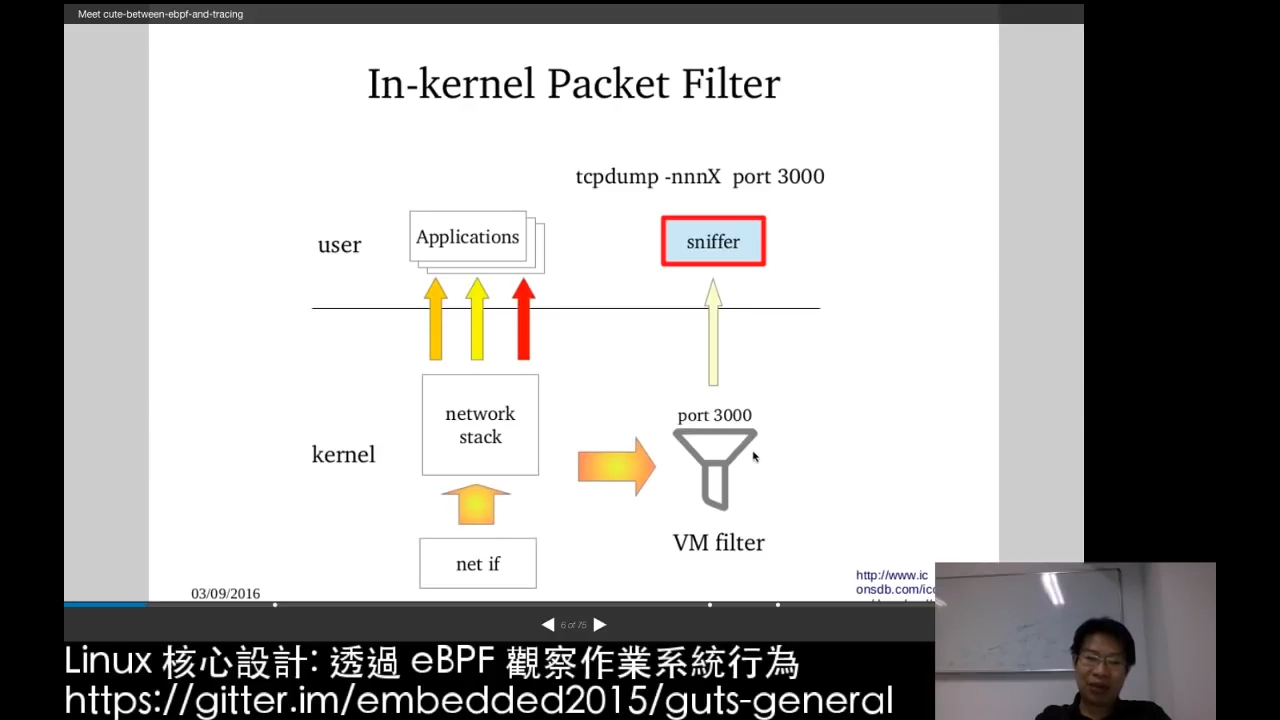 Meet cute-between-ebpf-and-tracing
In-kernel Packet Filter
tcpdump -nnnX port 3000
user
Applications
sniffer
network
stack
port 3000
kernel
VM filter
net if
http://www.ic
onsdb.com/ico
03/09/2016
6 of 75
Linux 核心設計: 透過 eBPF 觀察作業系統行為
https://gitter.im/embedded2015/guts-general